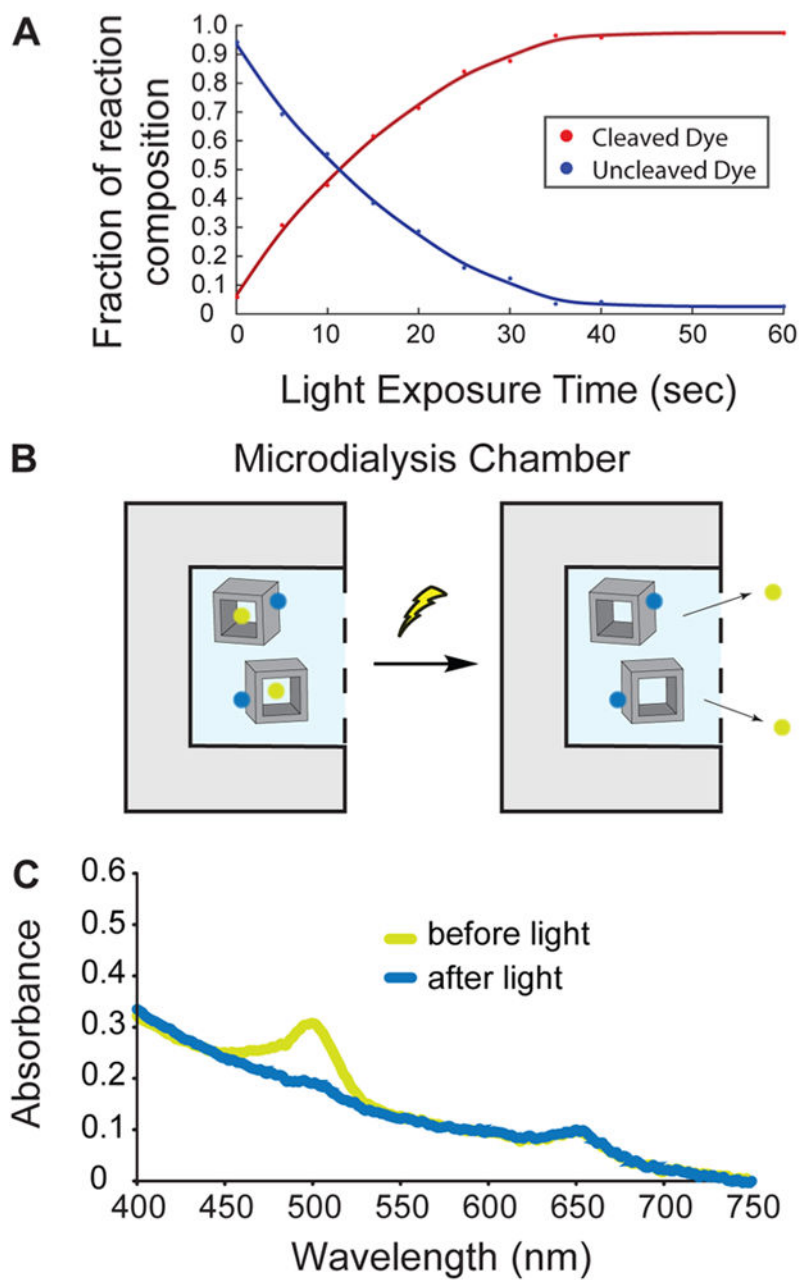 A
Fraction of reaction
composition
1.0
0.9
0.8
0.7
0.6
0.5
0.4
0.3
0.2
0.1
0
Cleaved Dye
Uncleaved Dye
0 10 20 30 40 50 60
Light Exposure Time (sec)
B Microdialysis Chamber
C
Absorbance
0.6
0.5
0.4
0.3
0.2
0.1
0
before light
after light
400 450 500 550 600 650 700 750
Wavelength (nm)